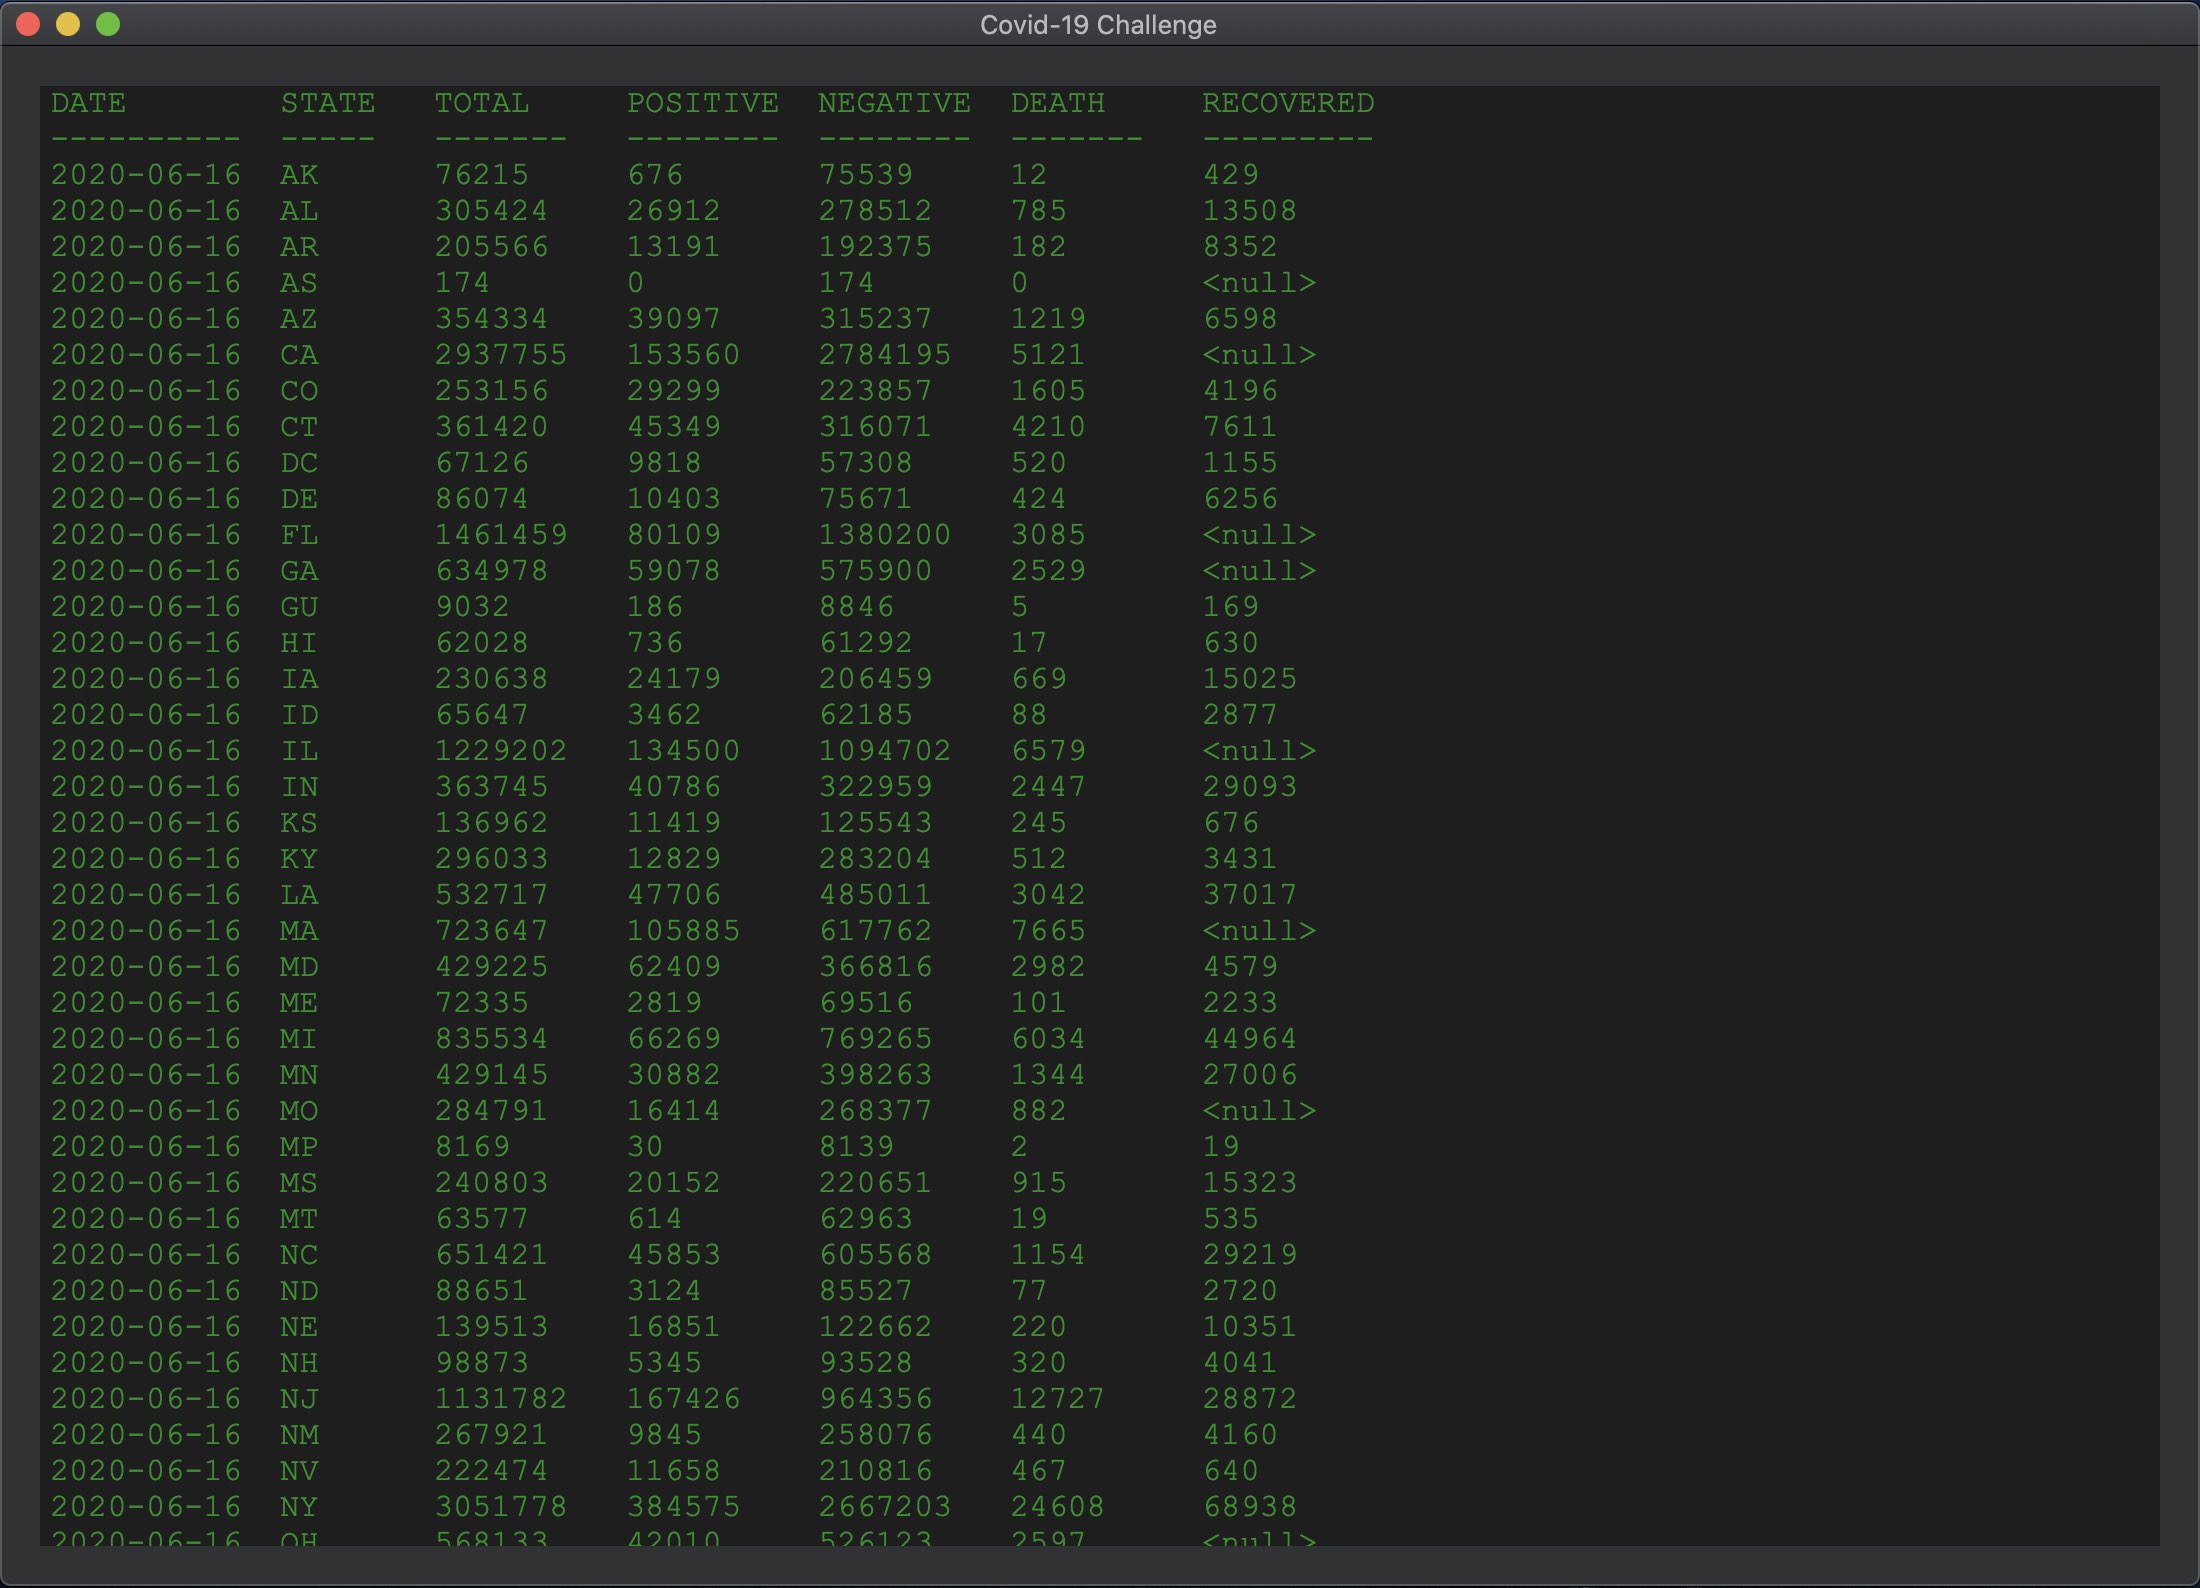 Covid-19 Challenge
DATE STATE TOTAL POSITIVE NEGATIVE DEATH RECOVERED
---------- ----- ------- -------- -------- ------- ---------
2020-06-16 AK 76215 676 75539 12 429
2020-06-16 AL 305424 26912 278512 785 13508
2020-06-16 AR 205566 13191 192375 182 8352
2020-06-16 AS 174 0 174 0 <null>
2020-06-16 AZ 354334 39097 315237 1219 6598
2020-06-16 CA 2937755 153560 2784195 5121 <null>
2020-06-16 CO 253156 29299 223857 1605 4196
2020-06-16 CT 361420 45349 316071 4210 7611
2020-06-16 DC 67126 9818 57308 520 1155
2020-06-16 DE 86074 10403 75671 424 6256
2020-06-16 FL 1461459 80109 1380200 3085 <null>
2020-06-16 GA 634978 59078 575900 2529 <null>
2020-06-16 GU 9032 186 8846 5 169
2020-06-16 HI 62028 736 61292 17 630
2020-06-16 IA 230638 24179 206459 669 15025
2020-06-16 ID 65647 3462 62185 88 2877
2020-06-16 IL 1229202 134500 1094702 6579 <null>
2020-06-16 IN 363745 40786 322959 2447 29093
2020-06-16 KS 136962 11419 125543 245 676
2020-06-16 KY 296033 12829 283204 512 3431
2020-06-16 LA 532717 47706 485011 3042 37017
2020-06-16 MA 723647 105885 617762 7665 <null>
2020-06-16 MD 429225 62409 366816 2982 4579
2020-06-16 ME 72335 2819 69516 101 2233
2020-06-16 MI 835534 66269 769265 6034 44964
2020-06-16 MN 429145 30882 398263 1344 27006
2020-06-16 MO 284791 16414 268377 882 <null>
2020-06-16 MP 8169 30 8139 2 19
2020-06-16 MS 240803 20152 220651 915 15323
2020-06-16 MT 63577 614 62963 19 535
2020-06-16 NC 651421 45853 605568 1154 29219
2020-06-16 ND 88651 3124 85527 77 2720
2020-06-16 NE 139513 16851 122662 220 10351
2020-06-16 NH 98873 5345 93528 320 4041
2020-06-16 NJ 1131782 167426 964356 12727 28872
2020-06-16 NM 267921 9845 258076 440 4160
2020-06-16 NV 222474 11658 210816 467 640
2020-06-16 NY 3051778 384575 2667203 24608 68938
2020-06-16 OH 568133 42010 526123 2597 <null>